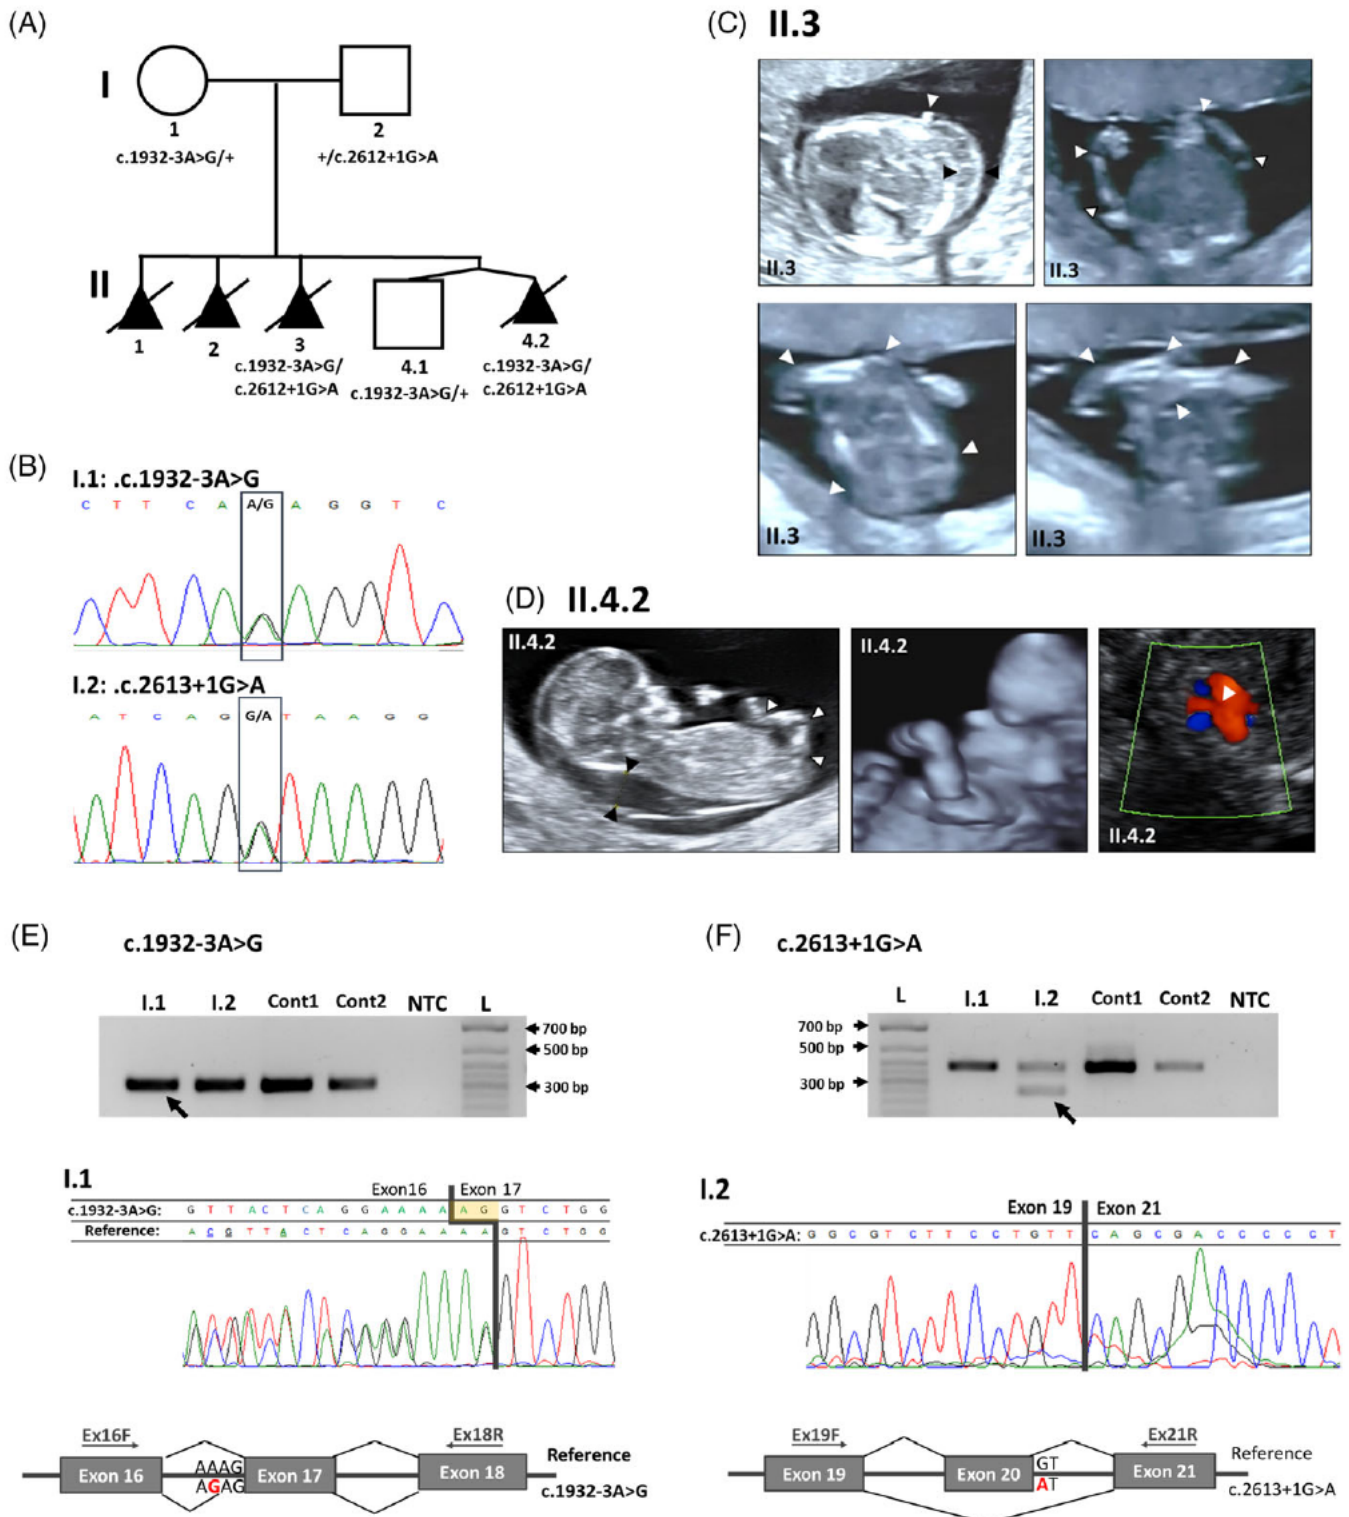 (A)
I
1
c.1932-3A>G/+
2
+/c.2612+1G>A
II
1
2
3
c.1932-3A>G/
c.2612+1G>A
4.1
c.1932-3A>G/+
4.2
c.1932-3A>G/
c.2612+1G>A
(B)
I.1: .c.1932-3A>G
C T T C A A/G A G G T C
I.2: .c.2613+1G>A
A T C A G G/A T A A G G
(C) II.3
II.3
II.3
II.3
II.3
(D) II.4.2
II.4.2
II.4.2
II.4.2
(E) c.1932-3A>G
I.1 I.2 Cont1 Cont2 NTC L
700 bp
500 bp
300 bp
I.1
Exon16 Exon 17
c.1932-3A>G: G T T A C T C A G G A A A A A G G T C T G G
Reference: A C G T T A C T C A G G A A A A G T C T G G
Ex16F Ex18R
Exon 16 AAAG Exon 17 Exon 18 Reference
AGAG c.1932-3A>G
(F) c.2613+1G>A
L I.1 I.2 Cont1 Cont2 NTC
700 bp
500 bp
300 bp
I.2
Exon 19 Exon 21
c.2613+1G>A: G G C G T C T T C C T G T T C A G C G A C C C C C T
Ex19F Ex21R
Exon 19 Exon 20 GT Exon 21 Reference
AT c.2613+1G>A